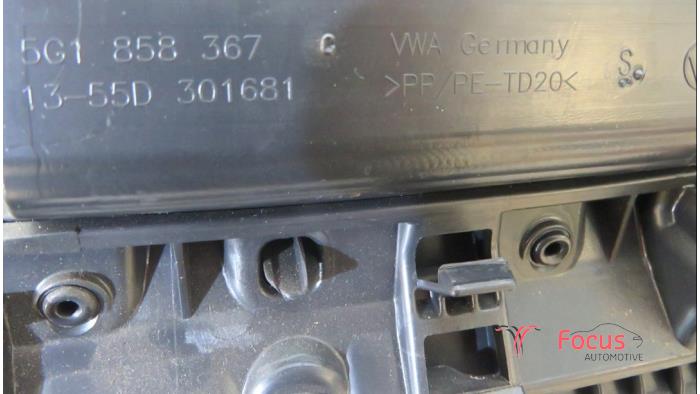 5G1 858 367 G VWA Germany
13-55D 301681 >PP/PE-TD20<
S
Focus
AUTOMOTIVE